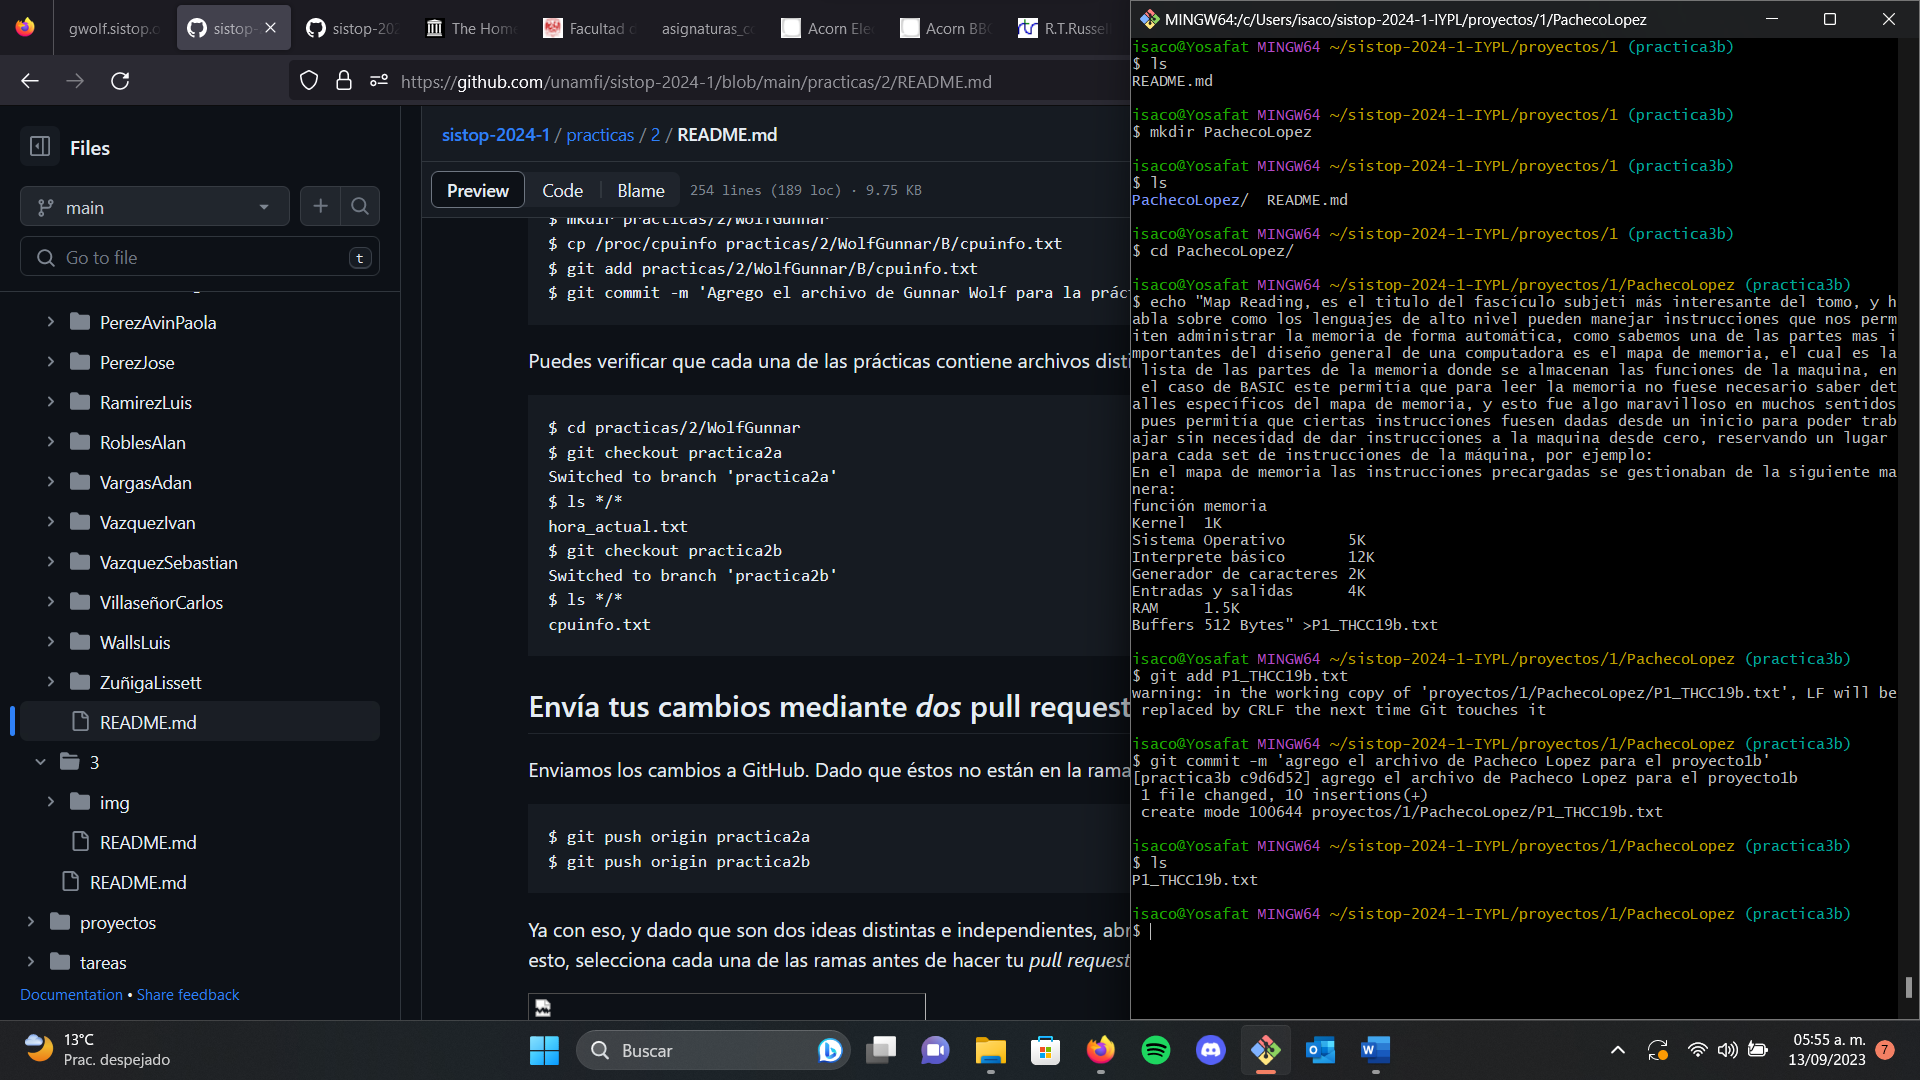 gwolf.sistop.o
sistop-
sistop-202
The Home
Facultad d
asignaturas_co
Acorn Ele
Acorn BBC
R.T.Russel
https://github.com/unamfi/sistop-2024-1/blob/main/practicas/2/README.md
Files
main
Go to file
t
PerezAvinPaola
PerezJose
RamirezLuis
RoblesAlan
VargasAdan
VazquezIvan
VazquezSebastian
VillaseñorCarlos
WallsLuis
ZuñigaLissett
README.md
3
img
README.md
README.md
proyectos
tareas
Documentation • Share feedback
sistop-2024-1 / practicas / 2 / README.md
Preview
Code
Blame
254 lines (189 loc) · 9.75 KB
$ mkdir practicas/2/WolfGunnar
$ cp /proc/cpuinfo practicas/2/WolfGunnar/B/cpuinfo.txt
$ git add practicas/2/WolfGunnar/B/cpuinfo.txt
$ git commit -m 'Agrego el archivo de Gunnar Wolf para la prác
Puedes verificar que cada una de las prácticas contiene archivos disti
$ cd practicas/2/WolfGunnar
$ git checkout practica2a
Switched to branch 'practica2a'
$ ls */*
hora_actual.txt
$ git checkout practica2b
Switched to branch 'practica2b'
$ ls */*
cpuinfo.txt
Envía tus cambios mediante dos pull request
Enviamos los cambios a GitHub. Dado que éstos no están en la rama
$ git push origin practica2a
$ git push origin practica2b
Ya con eso, y dado que son dos ideas distintas e independientes, abr
esto, selecciona cada una de las ramas antes de hacer tu pull request
MINGW64:/c/Users/isaco/sistop-2024-1-IYPL/proyectos/1/PachecoLopez
isaco@Yosafat MINGW64 ~/sistop-2024-1-IYPL/proyectos/1 (practica3b)
$ ls
README.md
isaco@Yosafat MINGW64 ~/sistop-2024-1-IYPL/proyectos/1 (practica3b)
$ mkdir PachecoLopez
isaco@Yosafat MINGW64 ~/sistop-2024-1-IYPL/proyectos/1 (practica3b)
$ ls
PachecoLopez/  README.md
isaco@Yosafat MINGW64 ~/sistop-2024-1-IYPL/proyectos/1 (practica3b)
$ cd PachecoLopez/
isaco@Yosafat MINGW64 ~/sistop-2024-1-IYPL/proyectos/1/PachecoLopez (practica3b)
$ echo "Map Reading, es el titulo del fascículo subjeti más interesante del tomo, y h
abla sobre como los lenguajes de alto nivel pueden manejar instrucciones que nos perm
iten administrar la memoria de forma automática, como sabemos una de las partes mas i
mportantes del diseño general de una computadora es el mapa de memoria, el cual es la
 lista de las partes de la memoria donde se almacenan las funciones de la maquina, en
 el caso de BASIC este permitía que para leer la memoria no fuese necesario saber det
alles específicos del mapa de memoria, y esto fue algo maravilloso en muchos sentidos
 pues permitía que ciertas instrucciones fuesen dadas desde un inicio para poder trab
ajar sin necesidad de dar instrucciones a la maquina desde cero, reservando un lugar
para cada set de instrucciones de la máquina, por ejemplo:
En el mapa de memoria las instrucciones precargadas se gestionaban de la siguiente ma
nera:
función memoria
Kernel  1K
Sistema Operativo       5K
Interprete básico       12K
Generador de caracteres 2K
Entradas y salidas      4K
RAM     1.5K
Buffers 512 Bytes" >P1_THCC19b.txt
isaco@Yosafat MINGW64 ~/sistop-2024-1-IYPL/proyectos/1/PachecoLopez (practica3b)
$ git add P1_THCC19b.txt
warning: in the working copy of 'proyectos/1/PachecoLopez/P1_THCC19b.txt', LF will be
 replaced by CRLF the next time Git touches it
isaco@Yosafat MINGW64 ~/sistop-2024-1-IYPL/proyectos/1/PachecoLopez (practica3b)
$ git commit -m 'agrego el archivo de Pacheco Lopez para el proyecto1b'
[practica3b c9d6d52] agrego el archivo de Pacheco Lopez para el proyecto1b
 1 file changed, 10 insertions(+)
 create mode 100644 proyectos/1/PachecoLopez/P1_THCC19b.txt
isaco@Yosafat MINGW64 ~/sistop-2024-1-IYPL/proyectos/1/PachecoLopez (practica3b)
$ ls
P1_THCC19b.txt
isaco@Yosafat MINGW64 ~/sistop-2024-1-IYPL/proyectos/1/PachecoLopez (practica3b)
$
13°C
Prac. despejado
Buscar
05:55 a. m.
13/09/2023
7